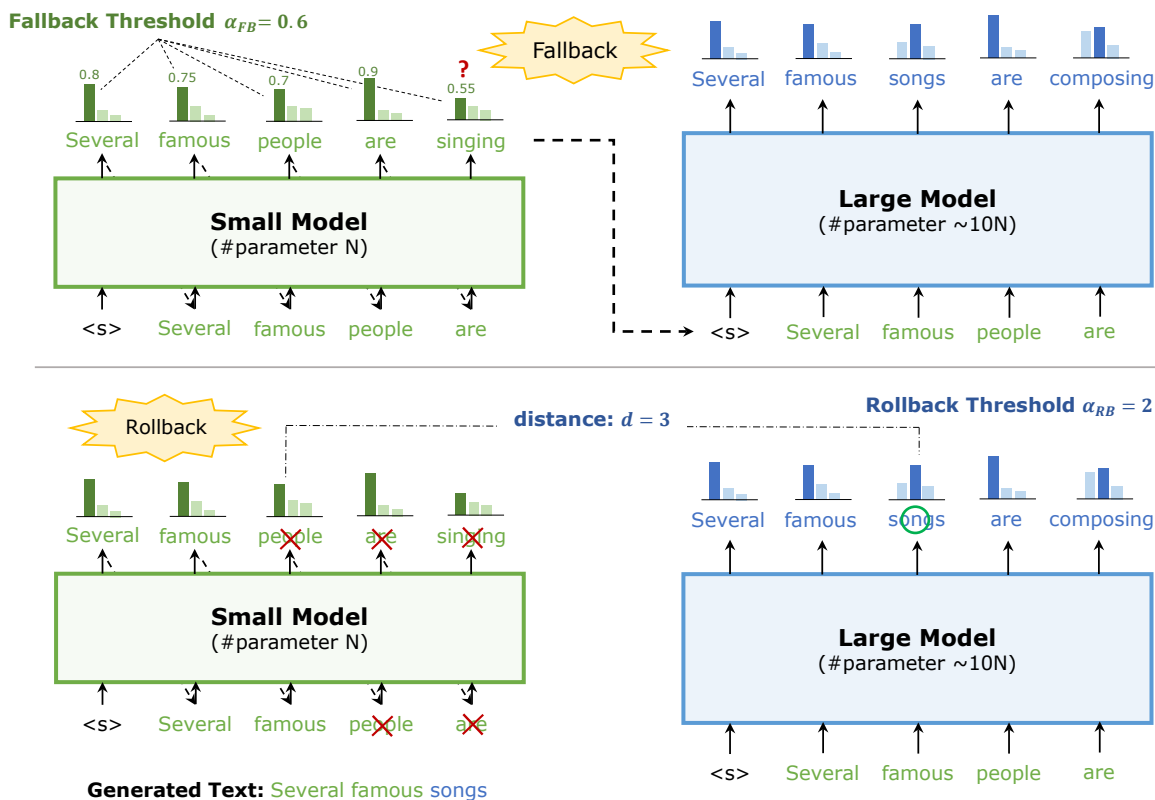 Fallback Threshold α_FB = 0.6
Fallback
?
0.8 0.75 0.7 0.9 0.55
Several famous people are singing
Several famous songs are composing
Small Model
(#parameter N)
Large Model
(#parameter ~10N)
<s> Several famous people are
<s> Several famous people are
Rollback
distance: d = 3
Rollback Threshold α_RB = 2
Several famous people are singing
Several famous songs are composing
Small Model
(#parameter N)
Large Model
(#parameter ~10N)
<s> Several famous people are
<s> Several famous people are
Generated Text: Several famous songs